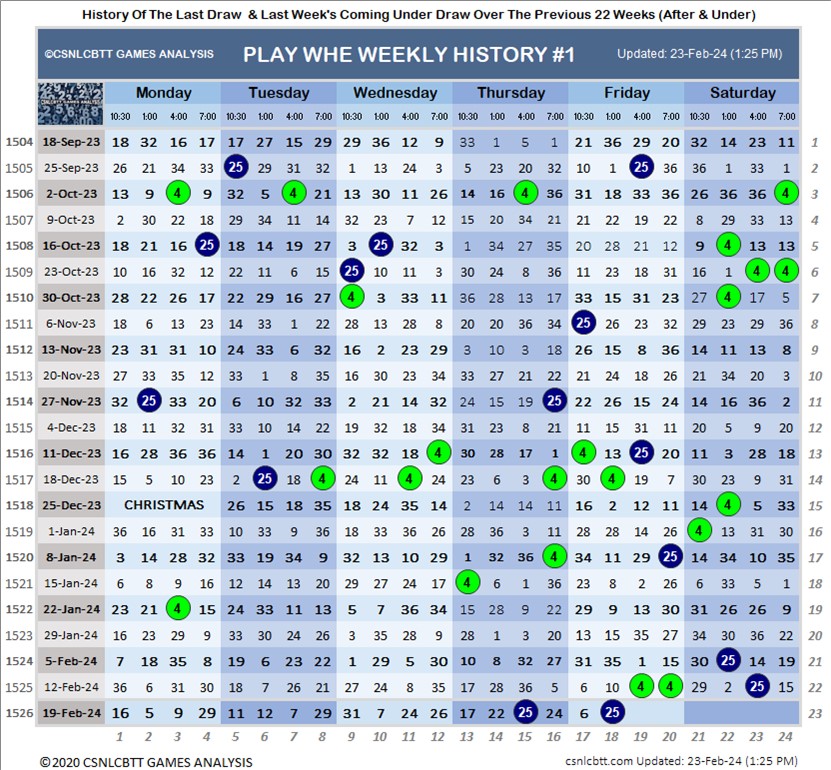 History Of The Last Draw & Last Week's Coming Under Draw Over The Previous 22 Weeks (After & Under)
©CSNLCBTT GAMES ANALYSIS PLAY WHE WEEKLY HISTORY #1 Updated: 23-Feb-24 (1:25 PM)
Monday Tuesday Wednesday Thursday Friday Saturday
CSNLCBTT GAMES ANALYSIS 10:30 1:00 4:00 7:00 10:30 1:00 4:00 7:00 10:30 1:00 4:00 7:00 10:30 1:00 4:00 7:00 10:30 1:00 4:00 7:00 10:30 1:00 4:00 7:00
1504 18-Sep-23 18 32 16 17 17 27 15 29 29 36 12 9 33 1 5 1 21 36 29 20 32 14 23 11 1
1505 25-Sep-23 26 21 34 33 25 29 31 32 1 13 24 3 5 23 20 32 10 1 25 36 36 1 33 1 2
1506 2-Oct-23 13 9 4 9 32 5 4 21 13 30 11 26 14 16 4 36 31 18 33 36 26 36 36 4 3
1507 9-Oct-23 2 30 22 18 29 34 11 14 32 23 7 12 15 20 34 21 21 22 19 22 8 29 33 13 4
1508 16-Oct-23 18 21 16 25 18 14 19 27 3 25 32 3 1 34 27 35 20 28 21 12 9 4 13 13 5
1509 23-Oct-23 10 16 32 12 22 11 6 15 25 10 11 3 30 24 8 36 11 23 18 31 16 1 4 4 6
1510 30-Oct-23 28 22 26 17 22 29 16 27 4 3 33 11 36 28 13 17 33 15 31 23 27 4 17 5 7
1511 6-Nov-23 18 6 13 23 14 33 1 22 28 13 28 8 20 20 36 34 25 26 23 32 29 23 29 36 8
1512 13-Nov-23 23 31 31 10 24 33 6 32 16 2 23 29 3 10 3 18 26 15 8 36 14 11 13 8 9
1513 20-Nov-23 27 33 35 12 33 1 8 35 16 30 23 34 33 27 21 22 21 24 18 26 21 34 20 3 10
1514 27-Nov-23 32 25 33 20 6 10 32 33 2 21 14 32 24 15 19 25 22 26 15 24 14 16 36 2 11
1515 4-Dec-23 18 11 32 31 33 10 14 22 19 32 18 34 31 23 8 21 11 15 31 11 20 5 9 20 12
1516 11-Dec-23 16 28 36 36 14 1 20 30 32 32 18 4 30 28 17 1 4 13 25 20 11 3 28 18 13
1517 18-Dec-23 15 5 10 23 2 25 18 4 24 11 4 24 23 6 3 4 30 4 19 7 30 23 9 31 14
1518 25-Dec-23 CHRISTMAS 26 15 18 35 18 24 35 14 2 14 14 11 16 2 12 11 14 4 5 33 15
1519 1-Jan-24 36 16 31 33 10 33 9 36 18 19 26 9 28 36 3 11 28 28 14 26 4 13 31 30 16
1520 8-Jan-24 3 14 28 32 33 19 34 9 32 13 10 29 1 32 36 4 34 11 29 25 14 34 10 35 17
1521 15-Jan-24 6 8 9 16 12 14 13 20 29 27 24 17 4 6 1 36 23 8 2 26 6 33 5 1 18
1522 22-Jan-24 23 21 4 15 24 33 11 13 5 7 36 34 15 28 9 22 29 9 13 30 31 26 26 9 19
1523 29-Jan-24 16 23 29 9 33 30 24 26 3 35 28 9 28 1 3 20 13 15 35 27 34 30 36 22 20
1524 5-Feb-24 7 18 35 8 19 6 23 22 1 29 5 30 10 8 32 27 31 35 1 15 30 25 14 19 21
1525 12-Feb-24 36 6 31 30 18 7 26 21 27 24 8 35 17 28 36 5 6 10 4 4 29 2 25 15 22
1526 19-Feb-24 16 5 9 29 11 12 7 29 31 7 24 26 17 22 25 24 6 25 23
1 2 3 4 5 6 7 8 9 10 11 12 13 14 15 16 17 18 19 20 21 22 23 24
©2020 CSNLCBTT GAMES ANALYSIS csnlcbtt.com Updated: 23-Feb-24 (1:25 PM)